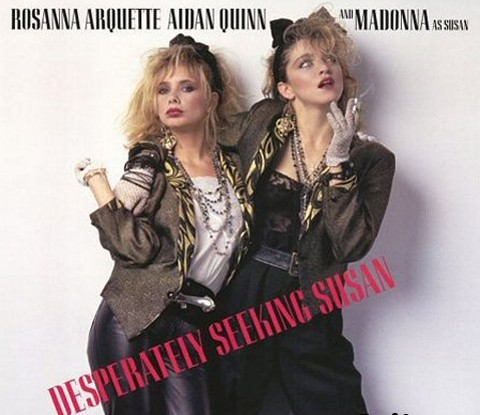 ROSANNA ARQUETTE AIDAN QUINN AND MADONNA AS SUSAN
DESPERATELY SEEKING SUSAN